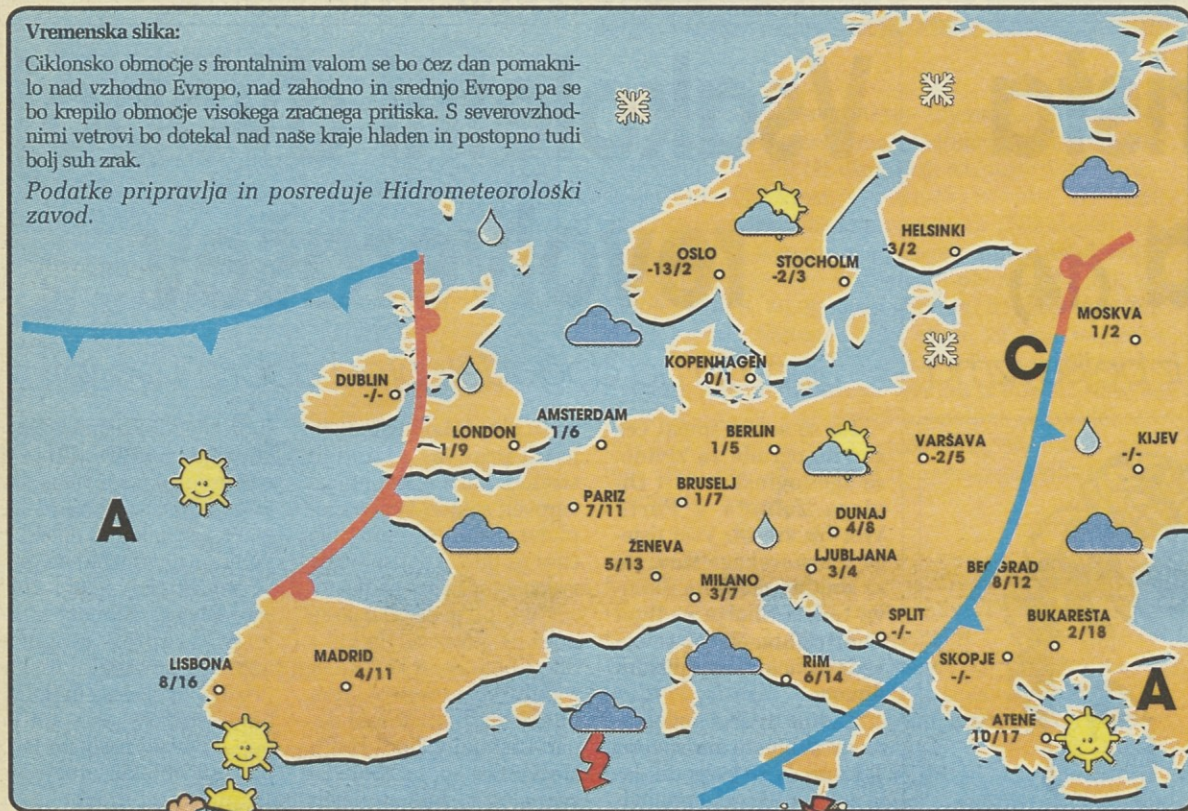 Vremenska slika:
Ciklonsko območje s frontalnim valom se bo čez dan pomakni-
lo nad vzhodno Evropo, nad zahodno in srednjo Evropo pa se
bo krepilo območje visokega zračnega pritiska. S severovzhod-
nimi vetrovi bo dotekal nad naše kraje hladen in postopno tudi
bolj suh zrak.
Podatke pripravlja in posreduje Hidrometeorološki
zavod.
HELSINKI
-3/2
OSLO
-13/2
STOCHOLM
-2/3
MOSKVA
1/2
C
KOPENHAGEN
0/1
DUBLIN
-/-
AMSTERDAM
1/6
LONDON
1/9
BERLIN
1/5
VARŠAVA
-2/5
KIJEV
-/-
A
PARIZ
7/11
BRUSELJ
1/7
DUNAJ
4/8
ŽENEVA
5/13
LJUBLJANA
3/4
MILANO
3/7
BEOGRAD
8/12
SPLIT
-/-
BUKAREŠTA
2/18
LISBONA
8/16
MADRID
4/11
RIM
6/14
SKOPJE
-/-
A
ATENE
10/17